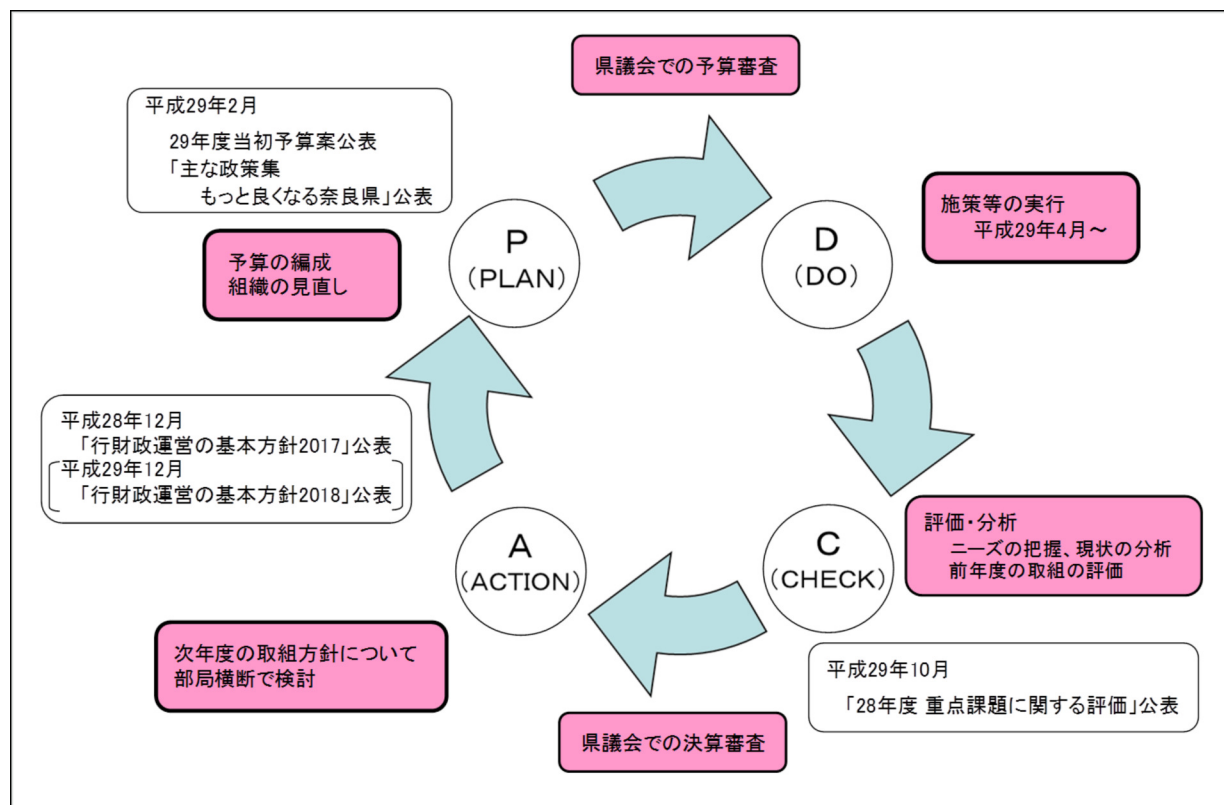 県議会での予算審査
平成29年2月
29年度当初予算案公表
「主な政策集
もっと良くなる奈良県」公表
P
(PLAN)
予算の編成
組織の見直し
D
(DO)
施策等の実行
平成29年4月～
平成28年12月
「行財政運営の基本方針2017」公表
平成29年12月
「行財政運営の基本方針2018」公表
A
(ACTION)
C
(CHECK)
評価・分析
ニーズの把握、現状の分析
前年度の取組の評価
次年度の取組方針について
部局横断で検討
平成29年10月
「28年度 重点課題に関する評価」公表
県議会での決算審査